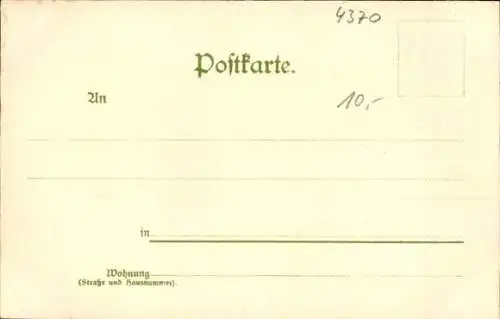 4370
Postkarte.
An
10,-
in
Wohnung
(Straße und Hausnummer).